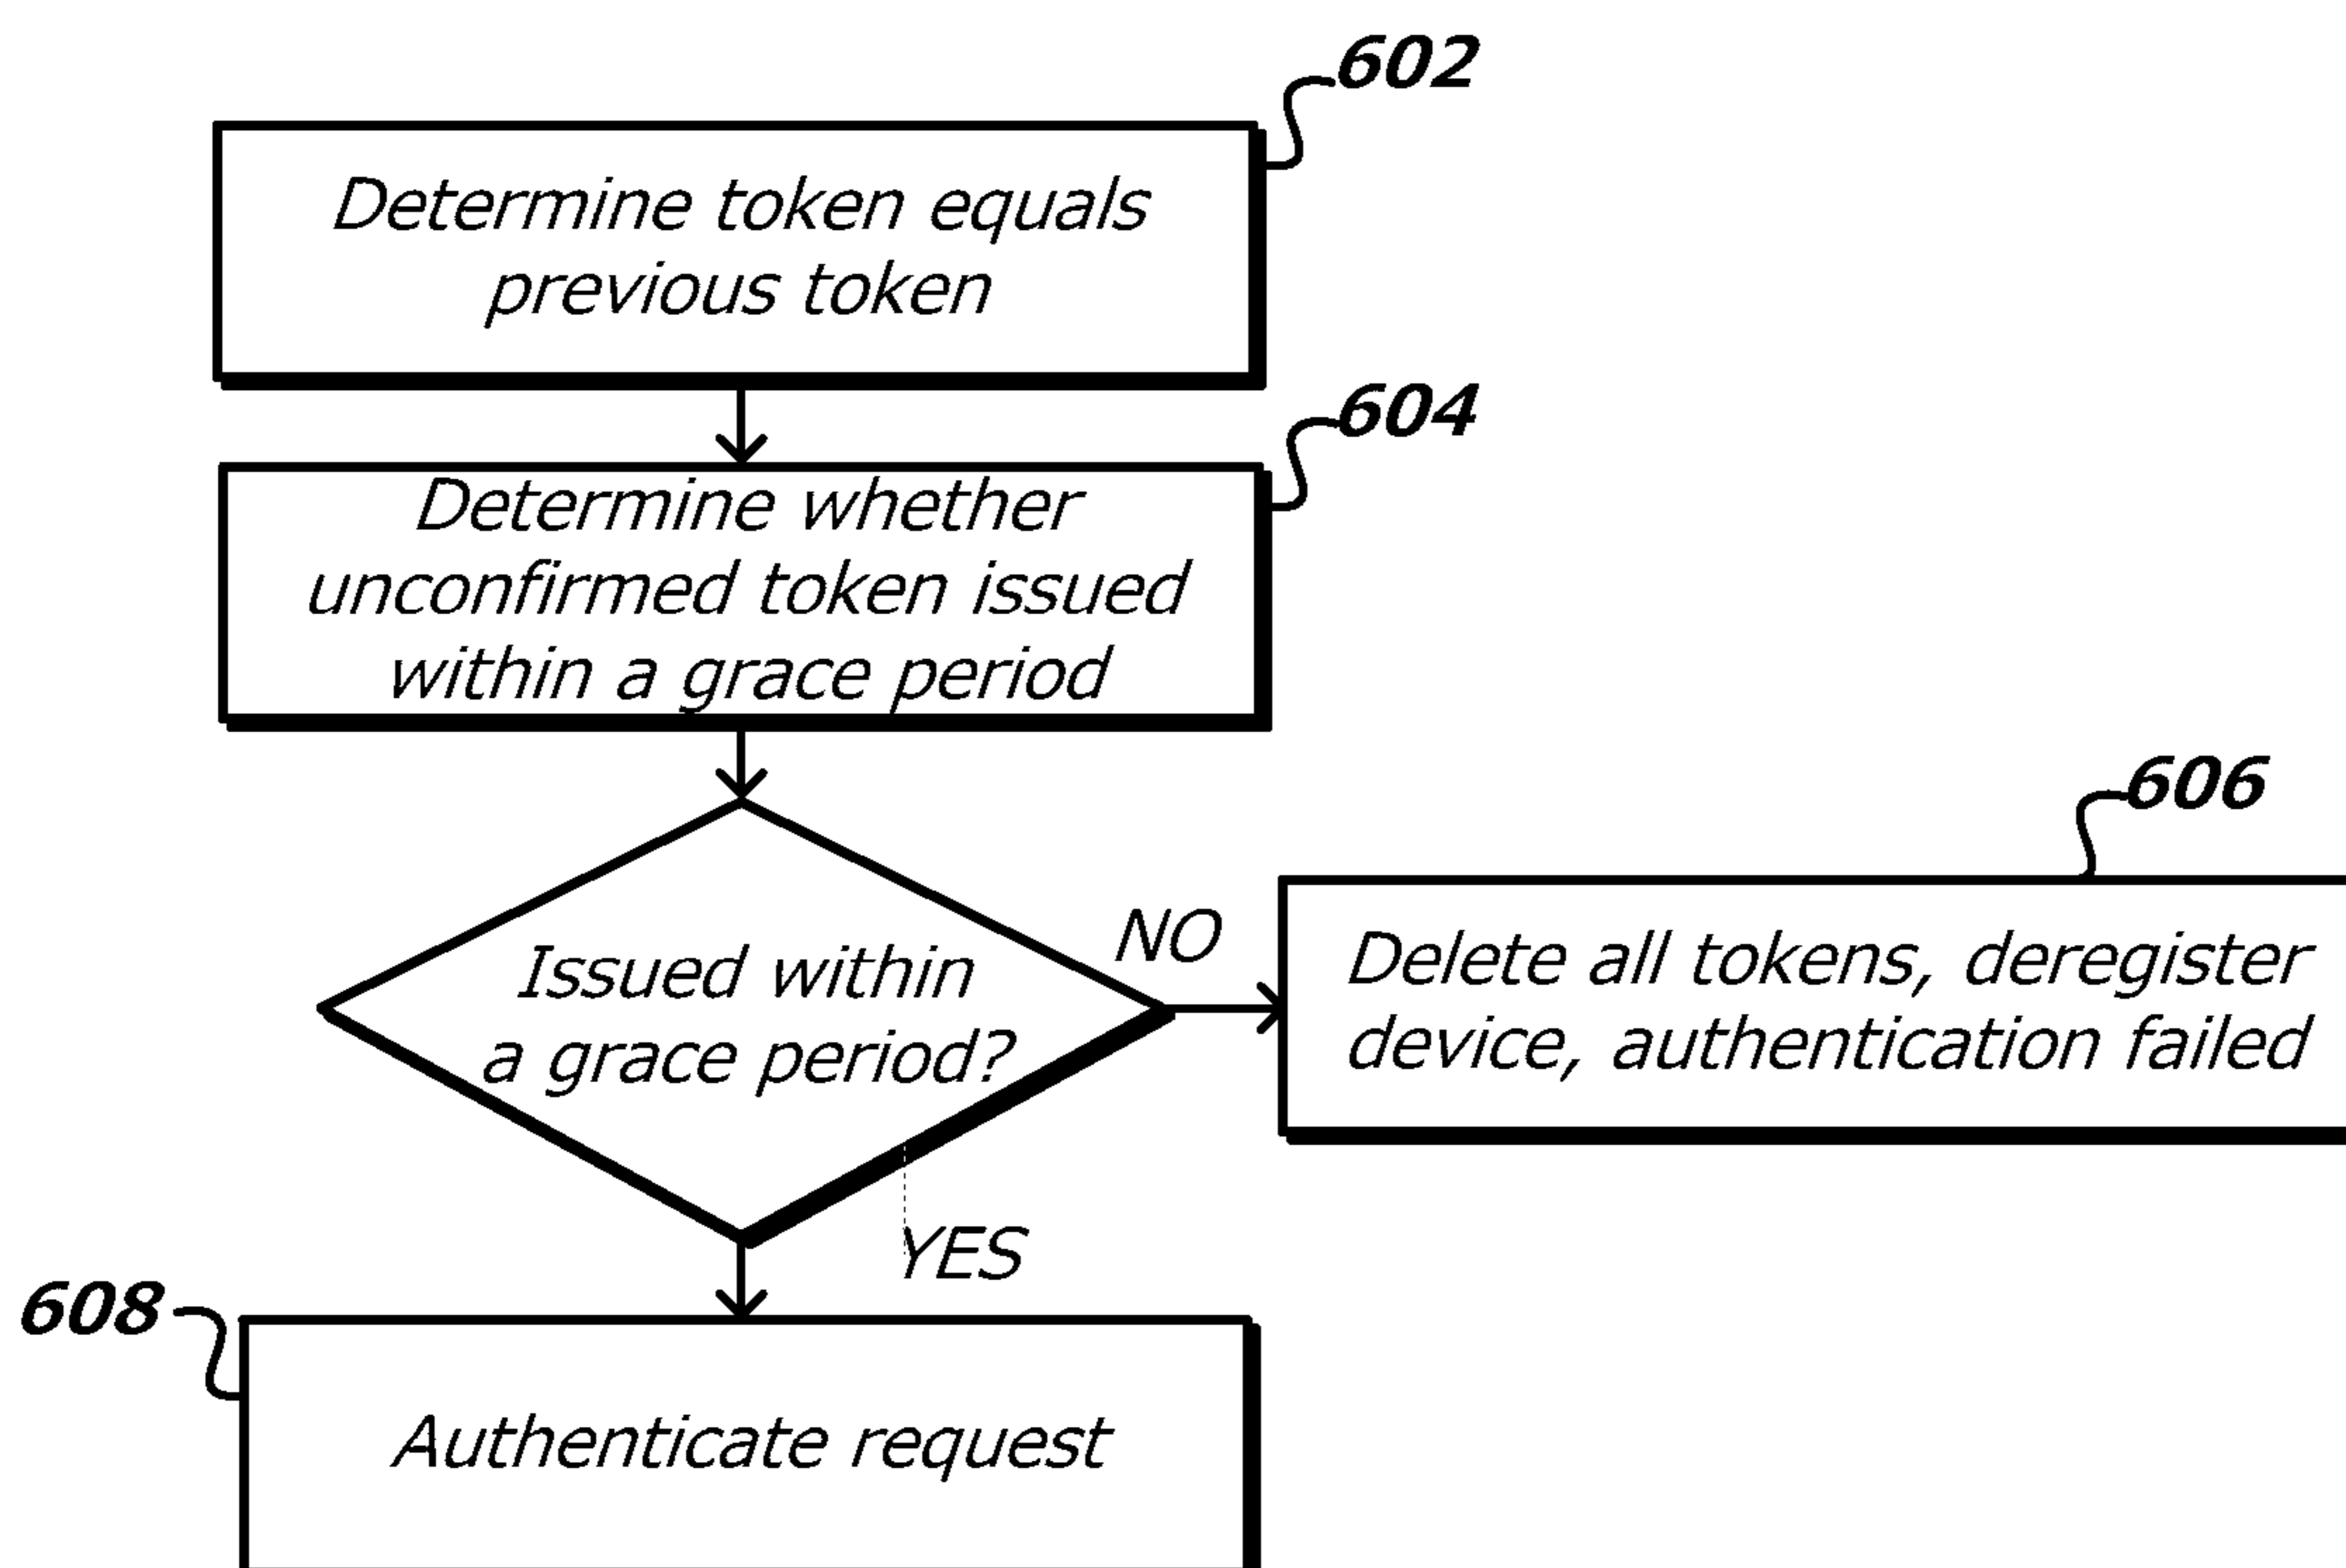 602
Determine token equals
previous token
604
Determine whether
unconfirmed token issued
within a grace period
606
NO
Issued within
a grace period?
Delete all tokens, deregister
device, authentication failed
YES
608
Authenticate request